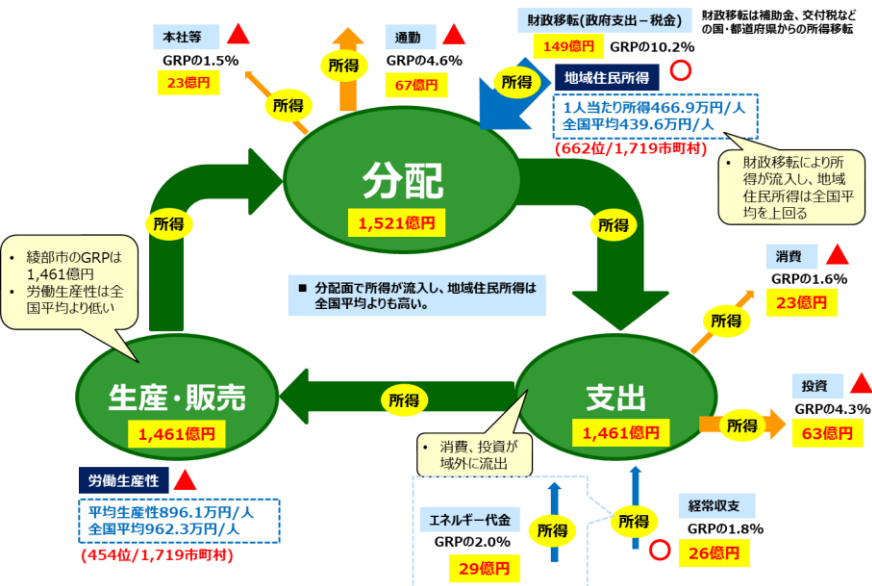 本社等
GRPの1.5%
23億円
所得
通勤
GRPの4.6%
67億円
所得
財政移転(政府支出－税金)
149億円 GRPの10.2%
財政移転は補助金、交付税など
の国・都道府県からの所得移転
所得
地域住民所得
1人当たり所得466.9万円/人
全国平均439.6万円/人
(662位/1,719市町村)
• 財政移転により所
得が流入し、地域
住民所得は全国平
均を上回る
分配
1,521億円
所得
所得
• 綾部市のGRPは
1,461億円
• 労働生産性は全
国平均より低い
■ 分配面で所得が流入し、地域住民所得は
全国平均よりも高い。
消費
GRPの1.6%
23億円
所得
生産・販売
1,461億円
所得
支出
1,461億円
投資
GRPの4.3%
63億円
所得
• 消費、投資が
域外に流出
労働生産性
平均生産性896.1万円/人
全国平均962.3万円/人
(454位/1,719市町村)
エネルギー代金
GRPの2.0%
29億円
所得
所得
経常収支
GRPの1.8%
26億円